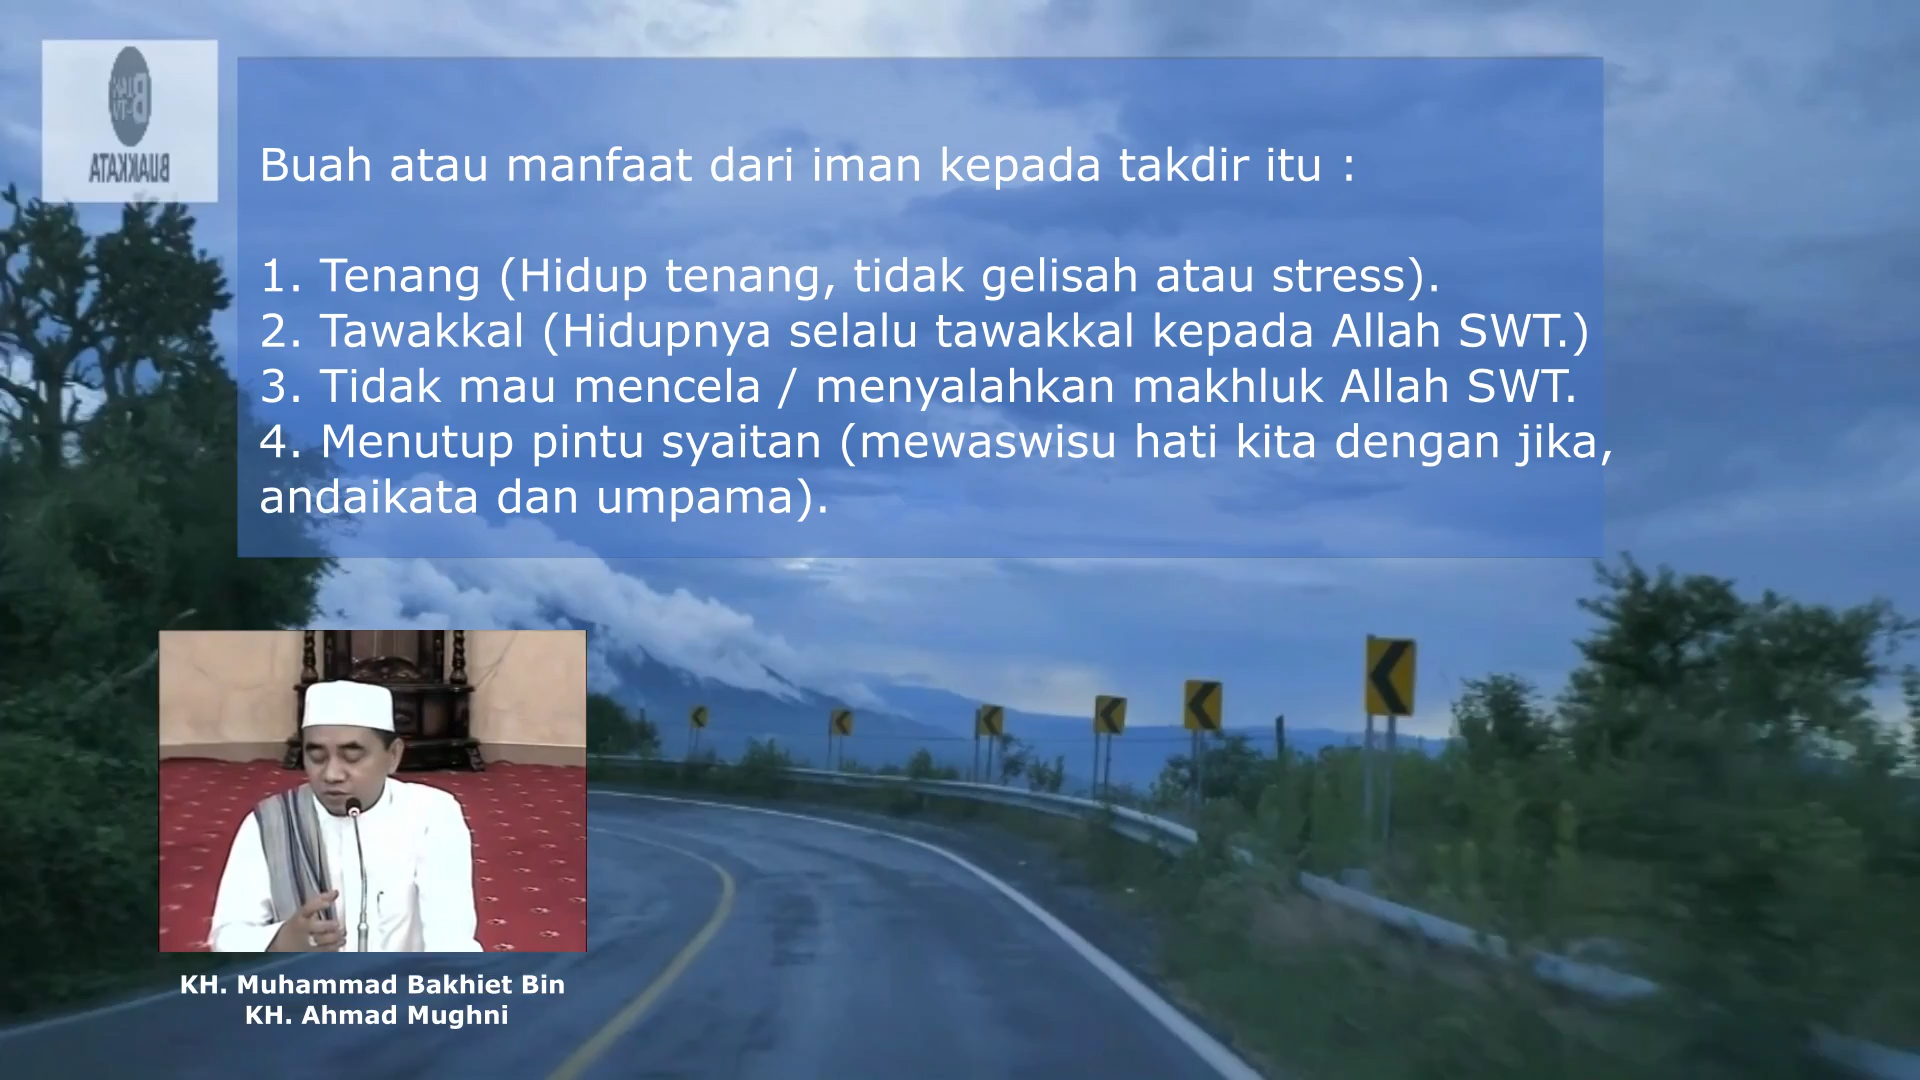 BUAKKATA
Buah atau manfaat dari iman kepada takdir itu :
1. Tenang (Hidup tenang, tidak gelisah atau stress).
2. Tawakkal (Hidupnya selalu tawakkal kepada Allah SWT.)
3. Tidak mau mencela / menyalahkan makhluk Allah SWT.
4. Menutup pintu syaitan (mewaswisu hati kita dengan jika,
andaikata dan umpama).
KH. Muhammad Bakhiet Bin
KH. Ahmad Mughni